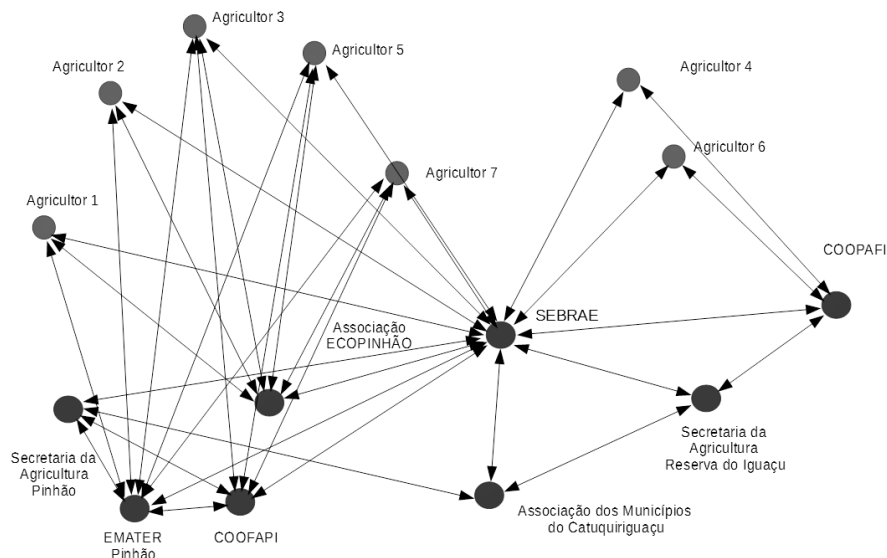 Agricultor 3
Agricultor 5
Agricultor 2
Agricultor 4
Agricultor 6
Agricultor 7
Agricultor 1
COOPAFI
SEBRAE
Associação
ECOPINHÃO
Secretaria da
Agricultura
Pinhão
Secretaria da
Agricultura
Reserva do Iguaçu
Associação dos Municípios
do Catuquiriguaçu
EMATER
Pinhão
COOFAPI